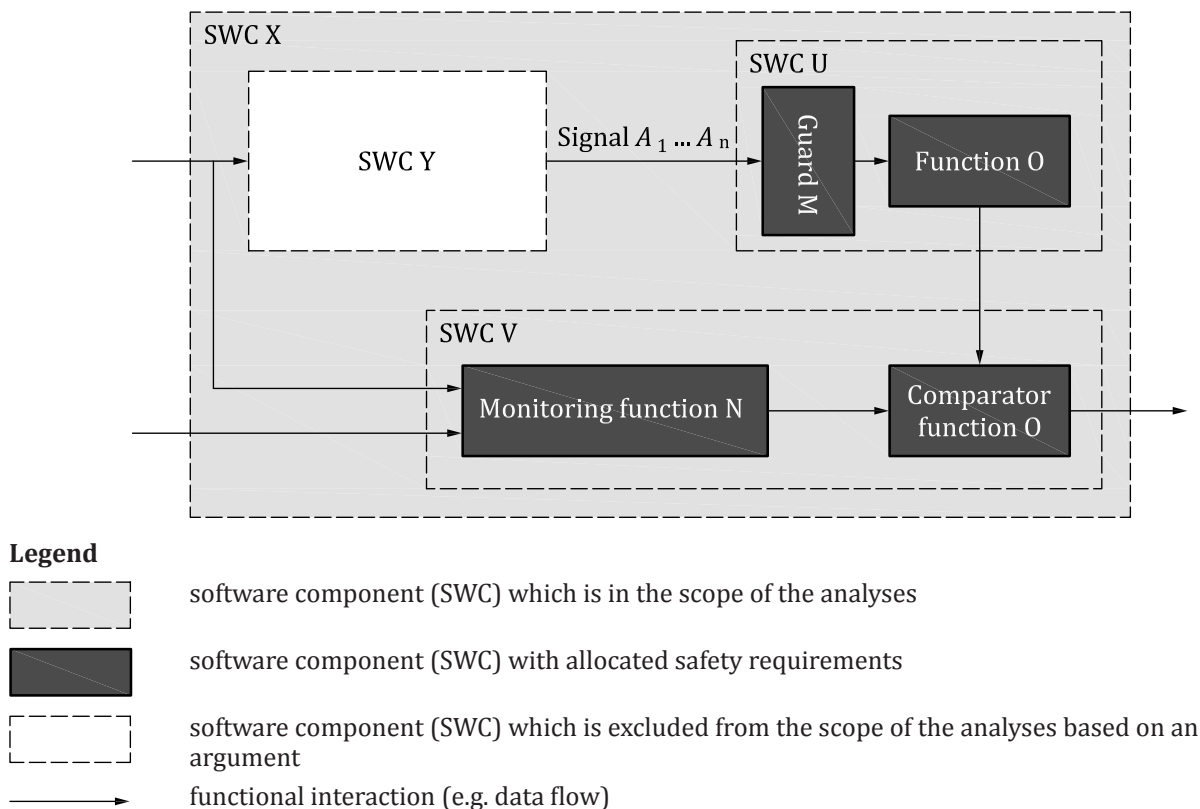 SWC X
SWC U
SWC Y
Signal A 1 ... A n
Guard M
Function O
SWC V
Monitoring function N
Comparator
function O
Legend
software component (SWC) which is in the scope of the analyses
software component (SWC) with allocated safety requirements
software component (SWC) which is excluded from the scope of the analyses based on an
argument
functional interaction (e.g. data flow)